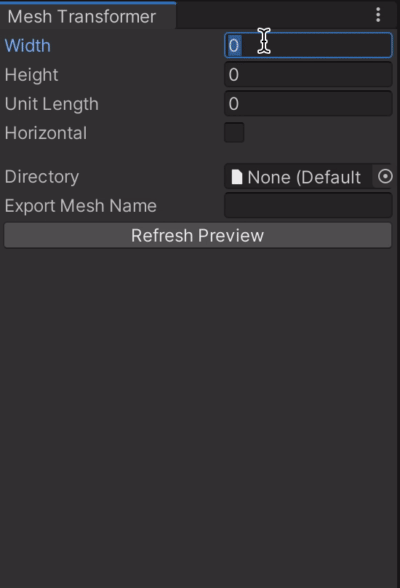 Mesh Transformer
Width 0
Height 0
Unit Length 0
Horizontal
Directory None (Default
Export Mesh Name
Refresh Preview